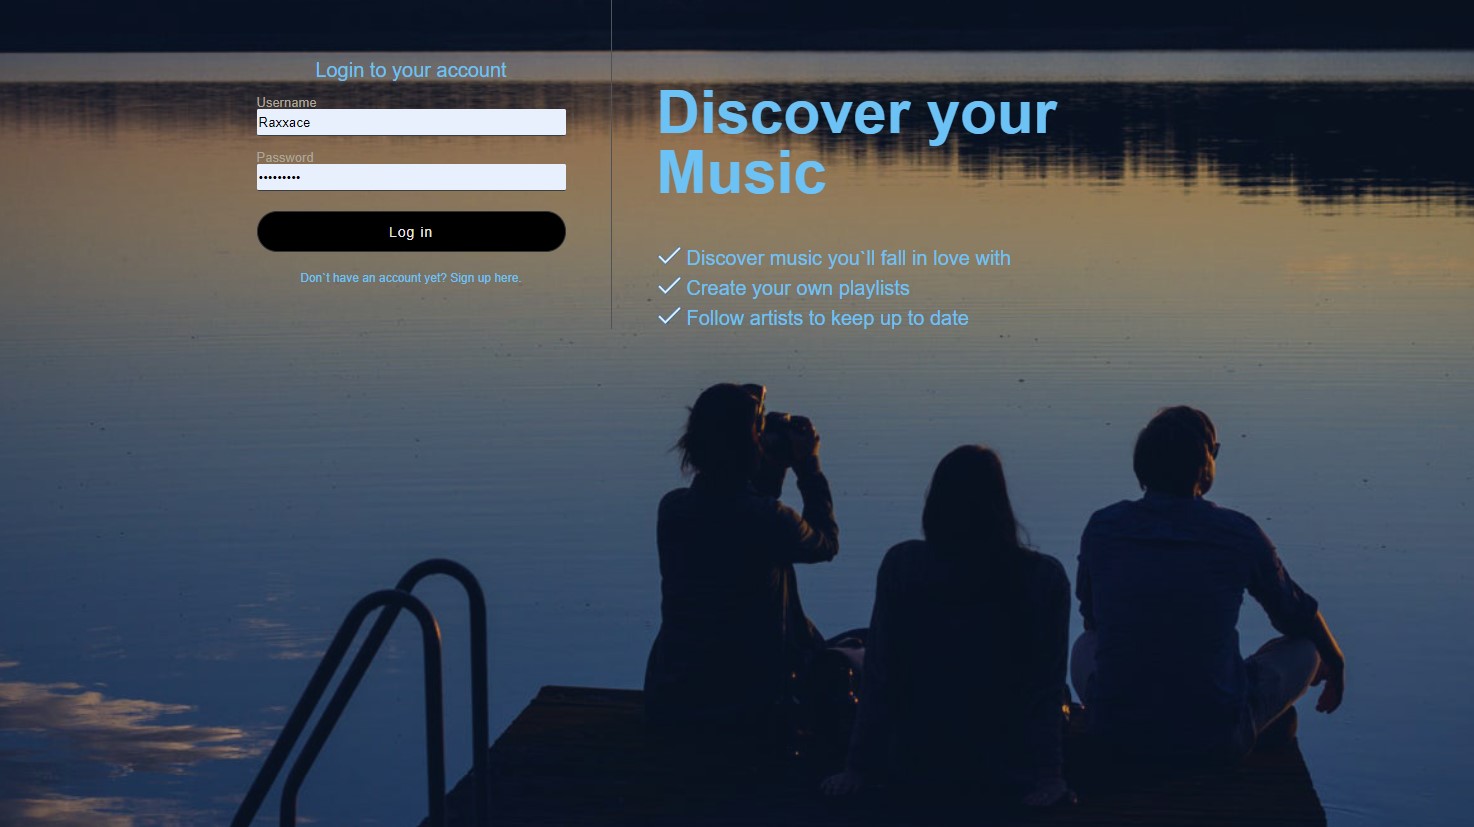 Login to your account
Username
Raxxace
Password
•••••••••
Log in
Don`t have an account yet? Sign up here.
Discover your
Music
Discover music you`ll fall in love with
Create your own playlists
Follow artists to keep up to date